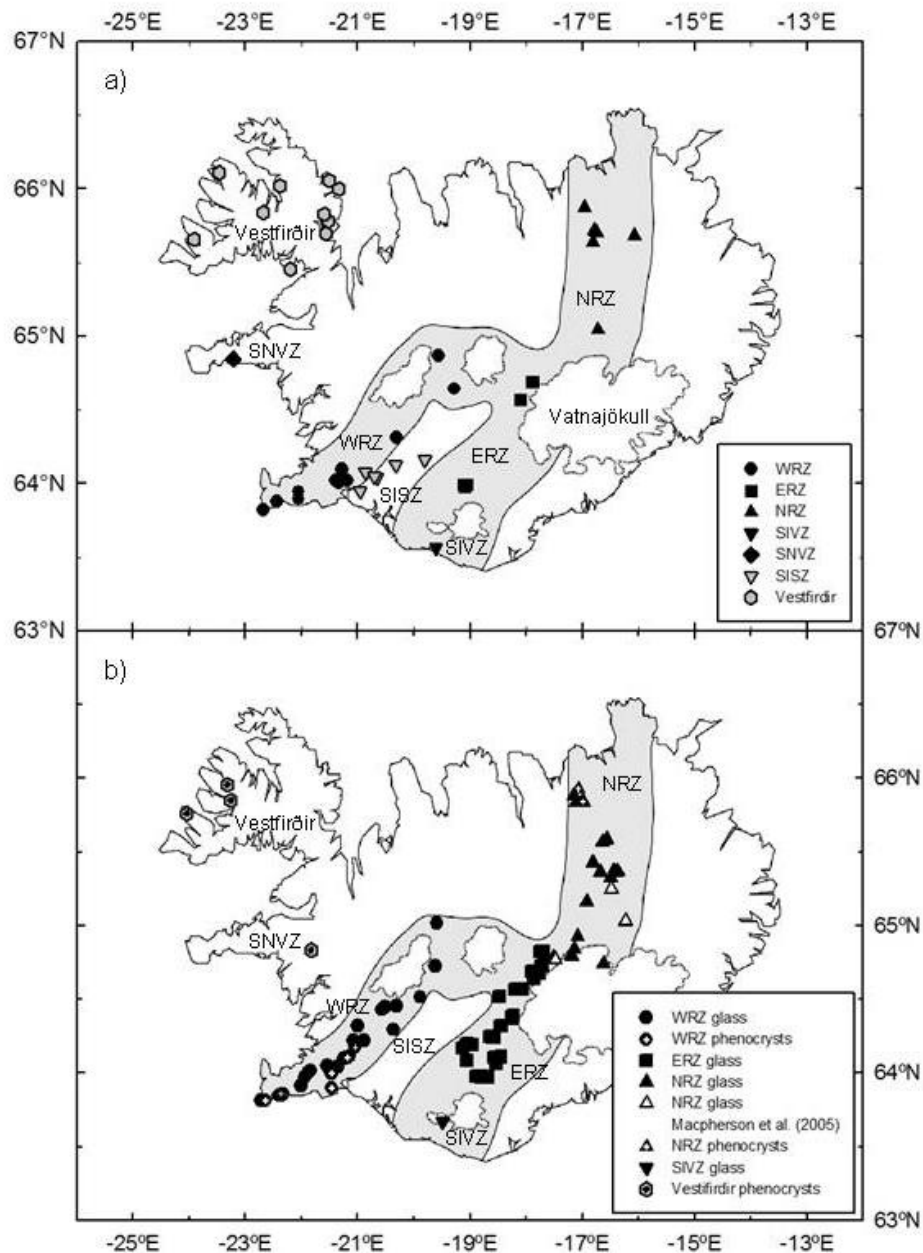 -25°E -23°E -21°E -19°E -17°E -15°E
67°N
a)
66°N
Vestfirðir
NRZ
65°N
SNVZ
Vatnajökull
WRZ
ERZ
64°N
SISZ
SIVZ
WRZ
ERZ
NRZ
SIVZ
SNVZ
SISZ
Vestfirdir
63°N
67°N
b)
NRZ
66°N
Vestfirðir
65°N
SNVZ
WRZ
SISZ
64°N
ERZ
SIVZ
WRZ glass
WRZ phenocrysts
ERZ glass
NRZ glass
NRZ glass
Macpherson et al. (2005)
NRZ phenocrysts
SIVZ glass
Vestfirdir phenocrysts
63°N
-25°E -23°E -21°E -19°E -17°E -15°E